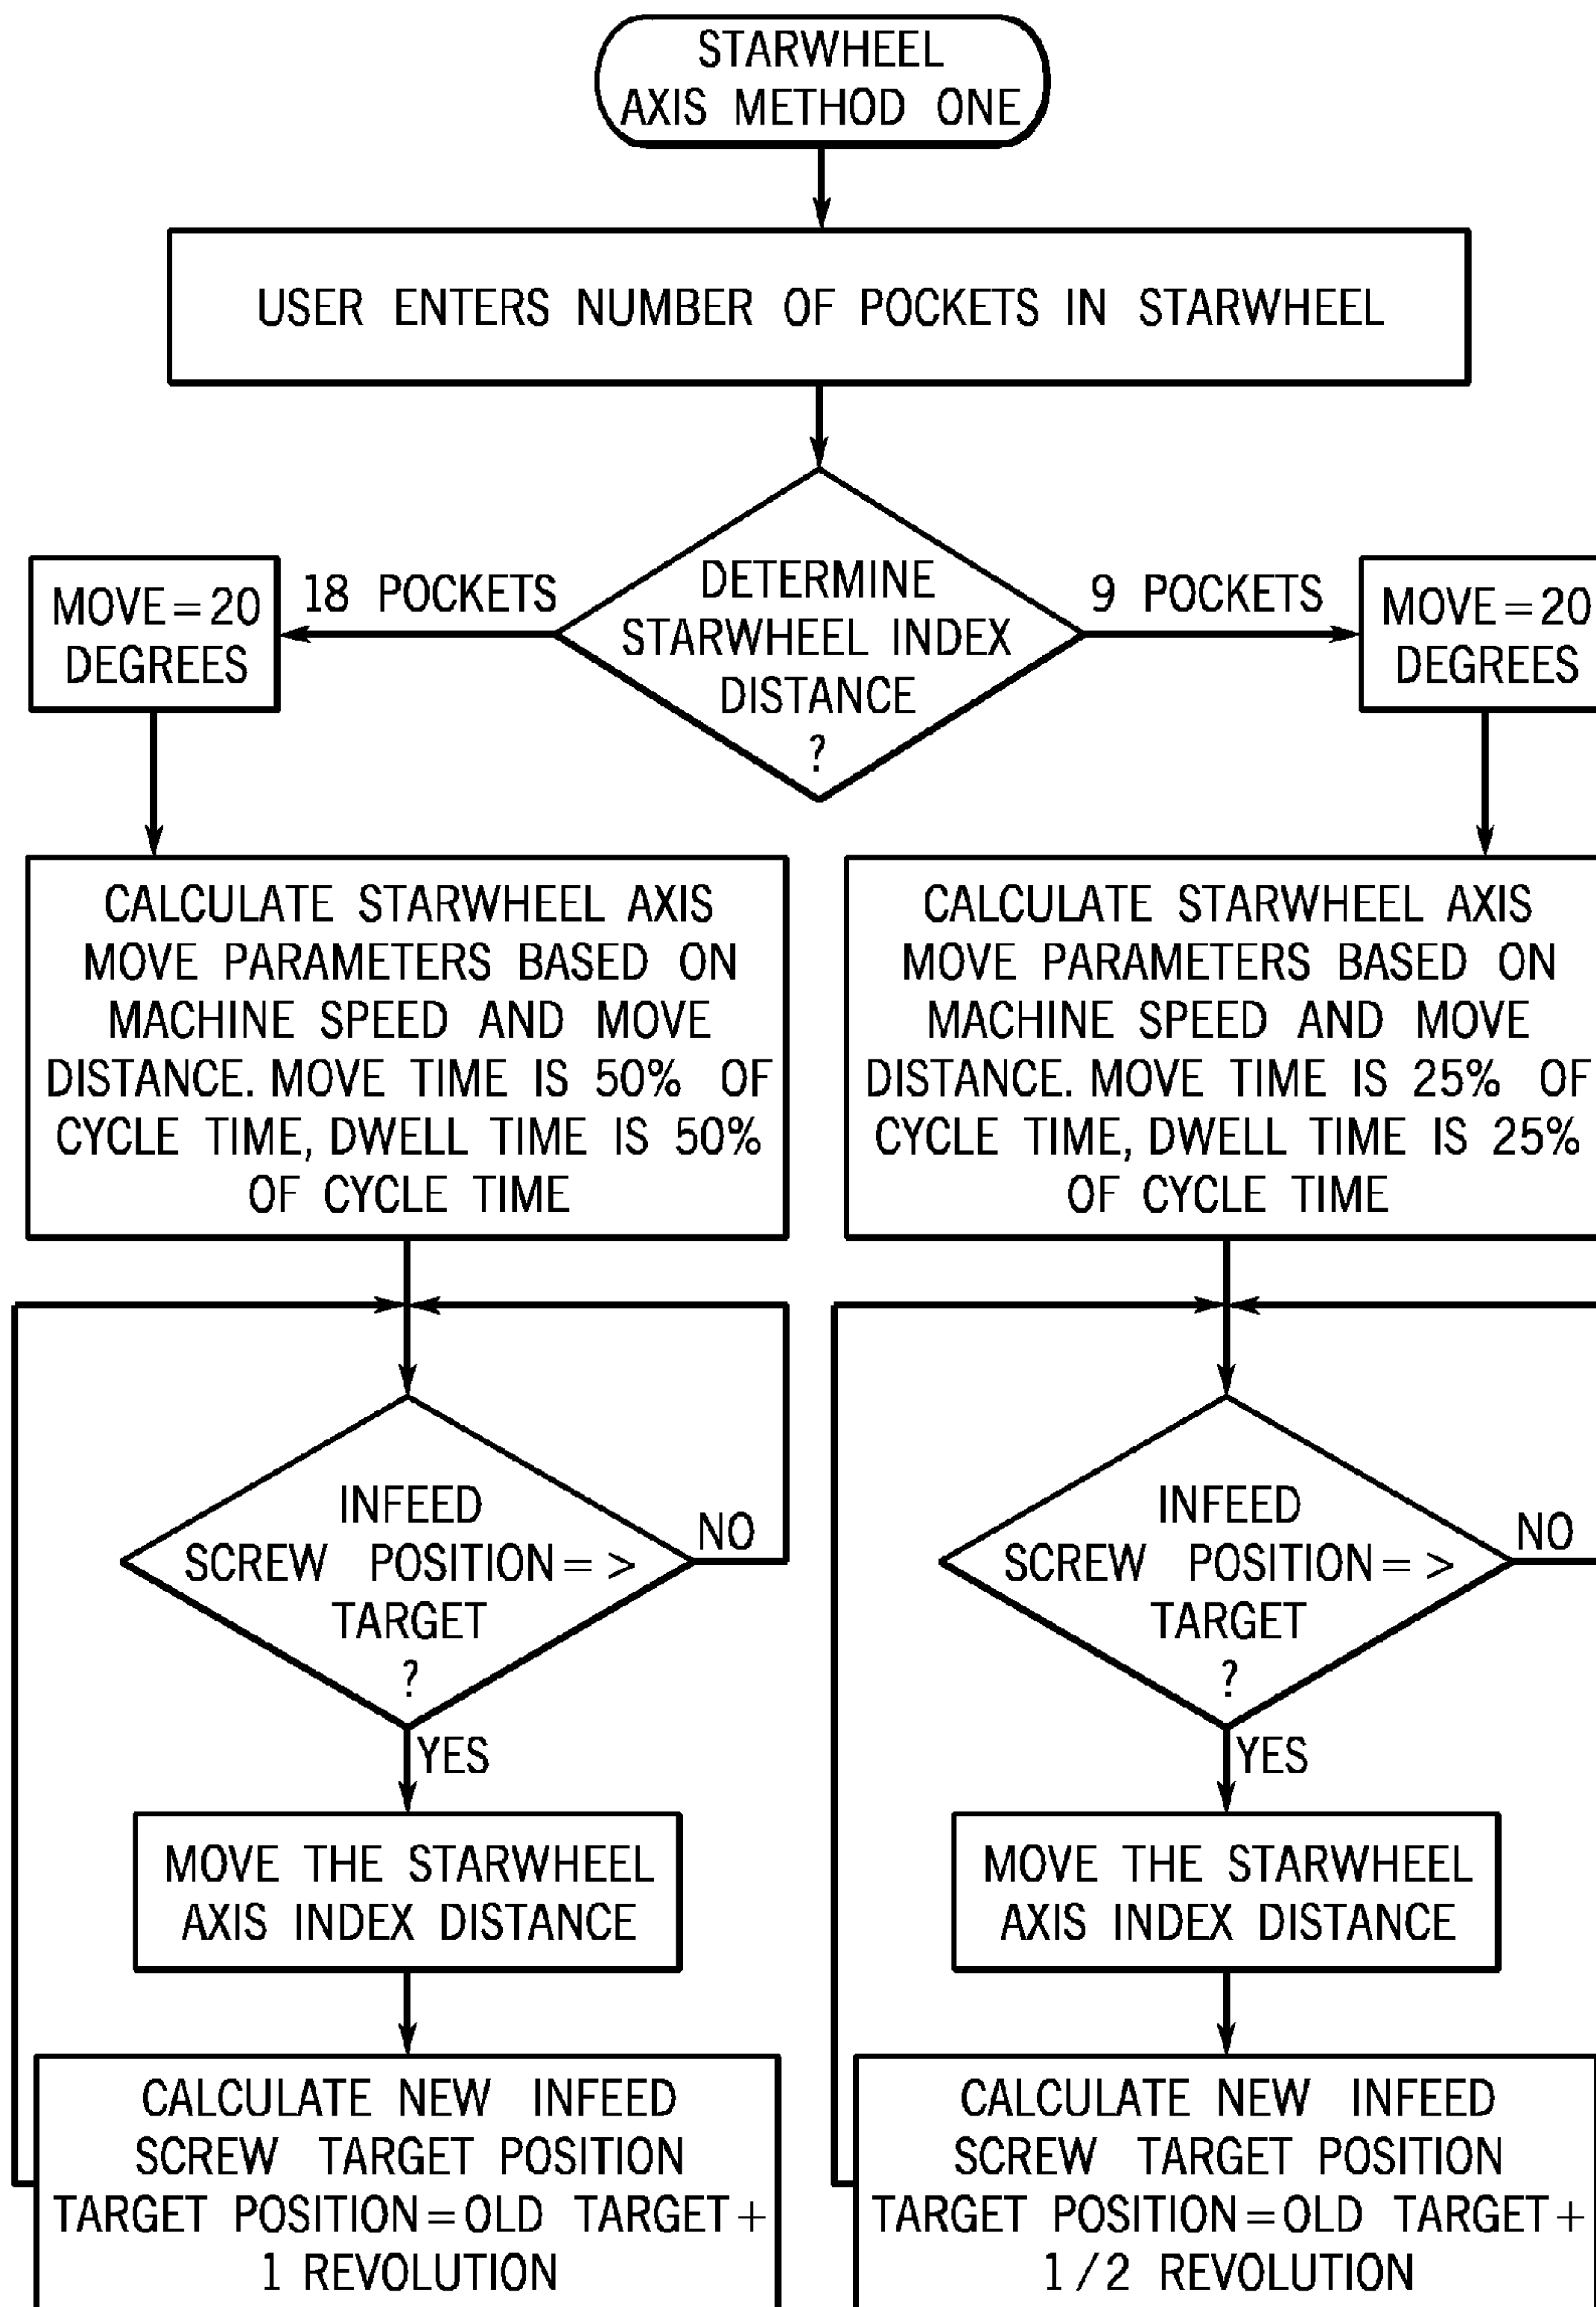 STARWHEEL
AXIS METHOD ONE
USER ENTERS NUMBER OF POCKETS IN STARWHEEL
DETERMINE
STARWHEEL INDEX
DISTANCE
?
18 POCKETS
MOVE=20
DEGREES
9 POCKETS
MOVE=20
DEGREES
CALCULATE STARWHEEL AXIS
MOVE PARAMETERS BASED ON
MACHINE SPEED AND MOVE
DISTANCE. MOVE TIME IS 50% OF
CYCLE TIME, DWELL TIME IS 50%
OF CYCLE TIME
INFEED
SCREW POSITION=>
TARGET
?
NO
YES
MOVE THE STARWHEEL
AXIS INDEX DISTANCE
CALCULATE NEW INFEED
SCREW TARGET POSITION
TARGET POSITION=OLD TARGET+
1 REVOLUTION
CALCULATE STARWHEEL AXIS
MOVE PARAMETERS BASED ON
MACHINE SPEED AND MOVE
DISTANCE. MOVE TIME IS 25% OF
CYCLE TIME, DWELL TIME IS 25%
OF CYCLE TIME
INFEED
SCREW POSITION=>
TARGET
?
NO
YES
MOVE THE STARWHEEL
AXIS INDEX DISTANCE
CALCULATE NEW INFEED
SCREW TARGET POSITION
TARGET POSITION=OLD TARGET+
1/2 REVOLUTION